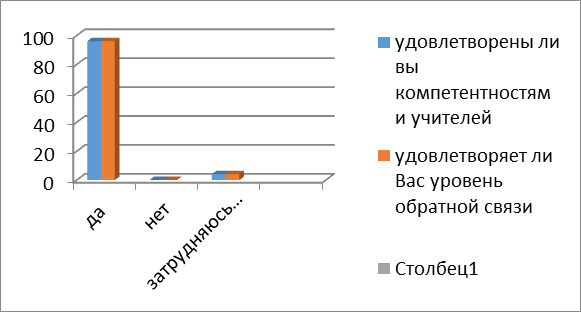 100
80
60
40
20
0
да
нет
затрудняюсь...
удовлетворены ли
вы
компетентностям
и учителей
удовлетворяет ли
Вас уровень
обратной связи
Столбец1